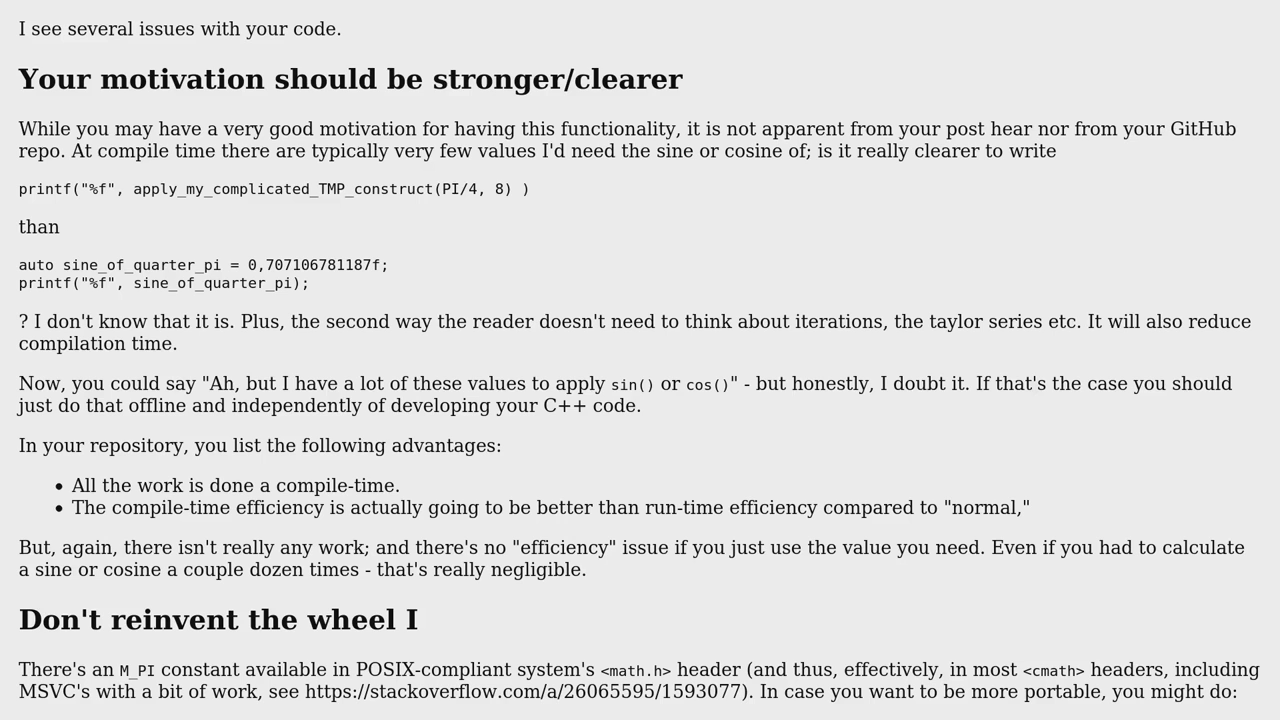 I see several issues with your code.
Your motivation should be stronger/clearer
While you may have a very good motivation for having this functionality, it is not apparent from your post hear nor from your GitHub
repo. At compile time there are typically very few values I'd need the sine or cosine of; is it really clearer to write
printf("%f", apply_my_complicated_TMP_construct(PI/4, 8) )
than
auto sine_of_quarter_pi = 0,707106781187f;
printf("%f", sine_of_quarter_pi);
? I don't know that it is. Plus, the second way the reader doesn't need to think about iterations, the taylor series etc. It will also reduce
compilation time.
Now, you could say "Ah, but I have a lot of these values to apply sin() or cos()" - but honestly, I doubt it. If that's the case you should
just do that offline and independently of developing your C++ code.
In your repository, you list the following advantages:
• All the work is done a compile-time.
• The compile-time efficiency is actually going to be better than run-time efficiency compared to "normal,"
But, again, there isn't really any work; and there's no "efficiency" issue if you just use the value you need. Even if you had to calculate
a sine or cosine a couple dozen times - that's really negligible.
Don't reinvent the wheel I
There's an M_PI constant available in POSIX-compliant system's <math.h> header (and thus, effectively, in most <cmath> headers, including
MSVC's with a bit of work, see https://stackoverflow.com/a/26065595/1593077). In case you want to be more portable, you might do: